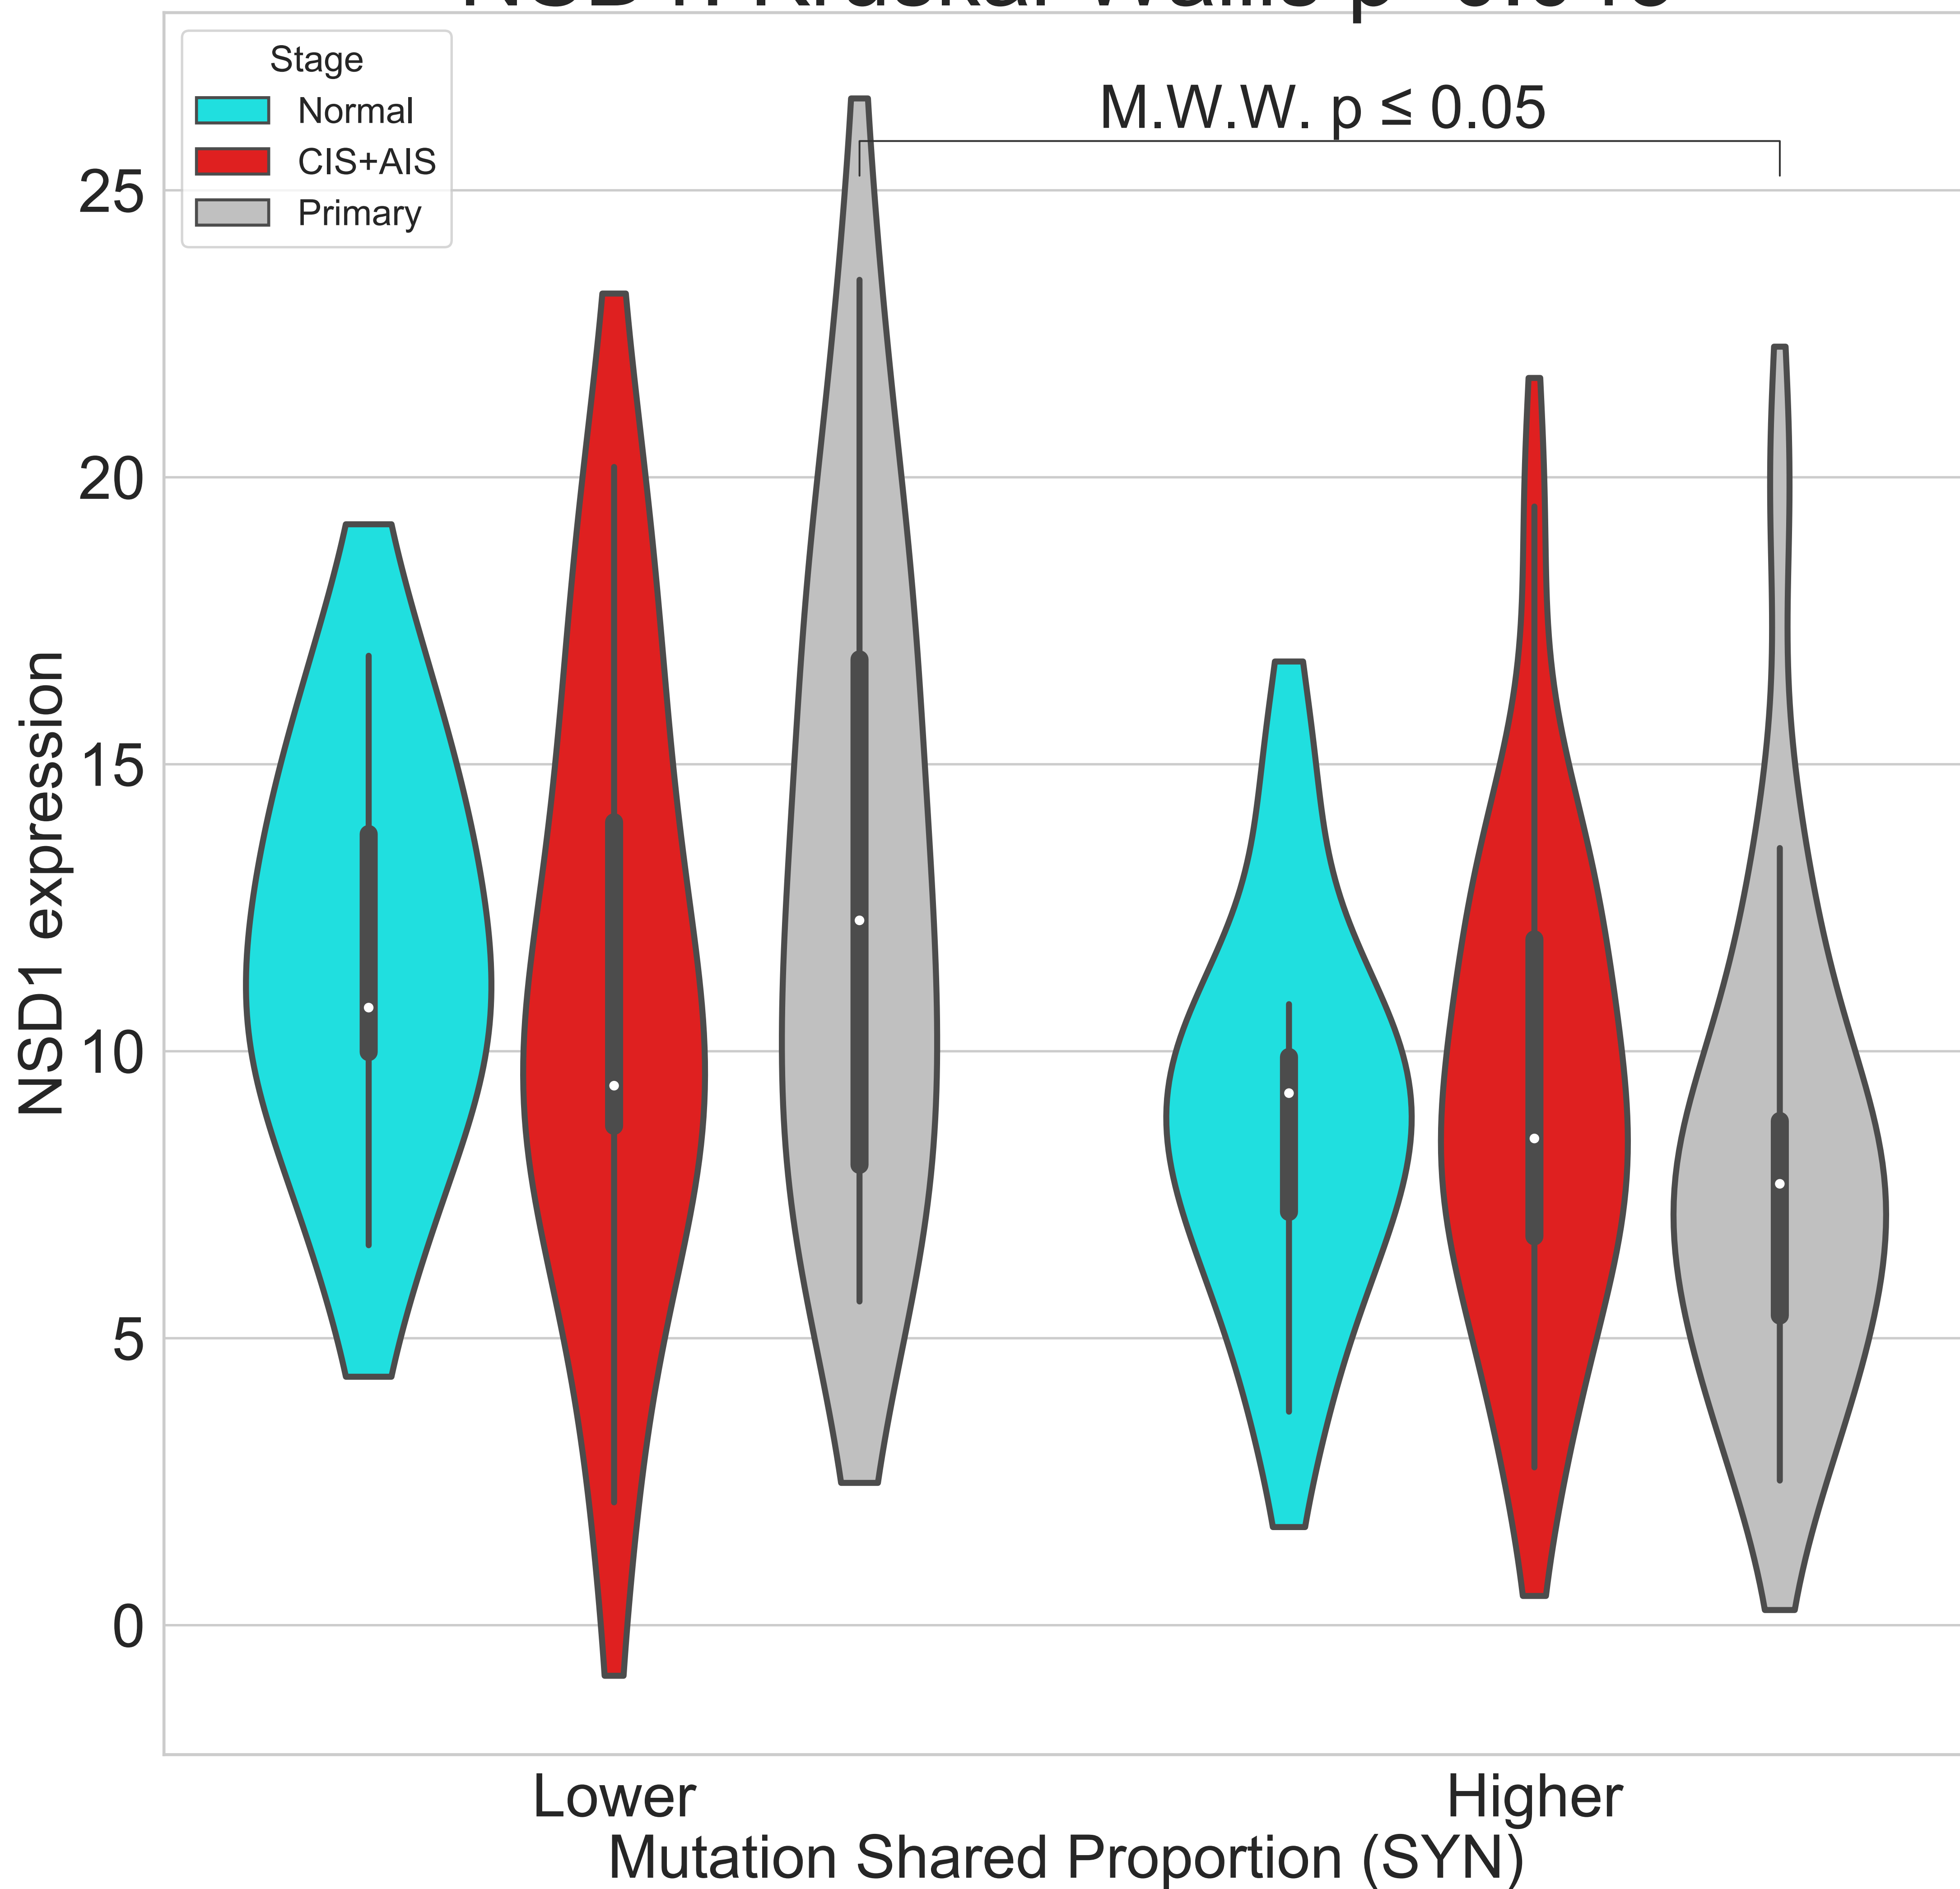 Stage
Normal
CIS+AIS
Primary
M.W.W. p ≤ 0.05
25
20
15
10
5
0
NSD1 expression
Lower
Higher
Mutation Shared Proportion (SYN)